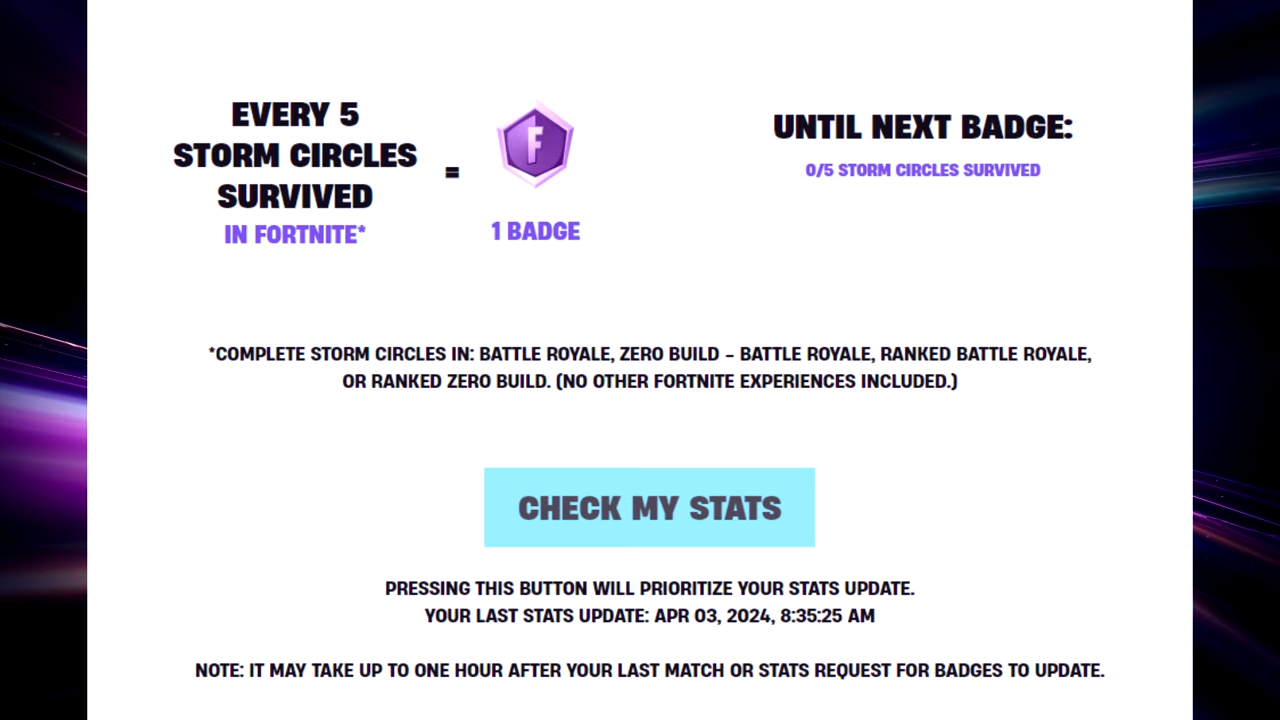 EVERY 5
STORM CIRCLES
SURVIVED
IN FORTNITE*
=
F
1 BADGE
UNTIL NEXT BADGE:
0/5 STORM CIRCLES SURVIVED
*COMPLETE STORM CIRCLES IN: BATTLE ROYALE, ZERO BUILD – BATTLE ROYALE, RANKED BATTLE ROYALE,
OR RANKED ZERO BUILD. (NO OTHER FORTNITE EXPERIENCES INCLUDED.)
CHECK MY STATS
PRESSING THIS BUTTON WILL PRIORITIZE YOUR STATS UPDATE.
YOUR LAST STATS UPDATE: APR 03, 2024, 8:35:25 AM
NOTE: IT MAY TAKE UP TO ONE HOUR AFTER YOUR LAST MATCH OR STATS REQUEST FOR BADGES TO UPDATE.